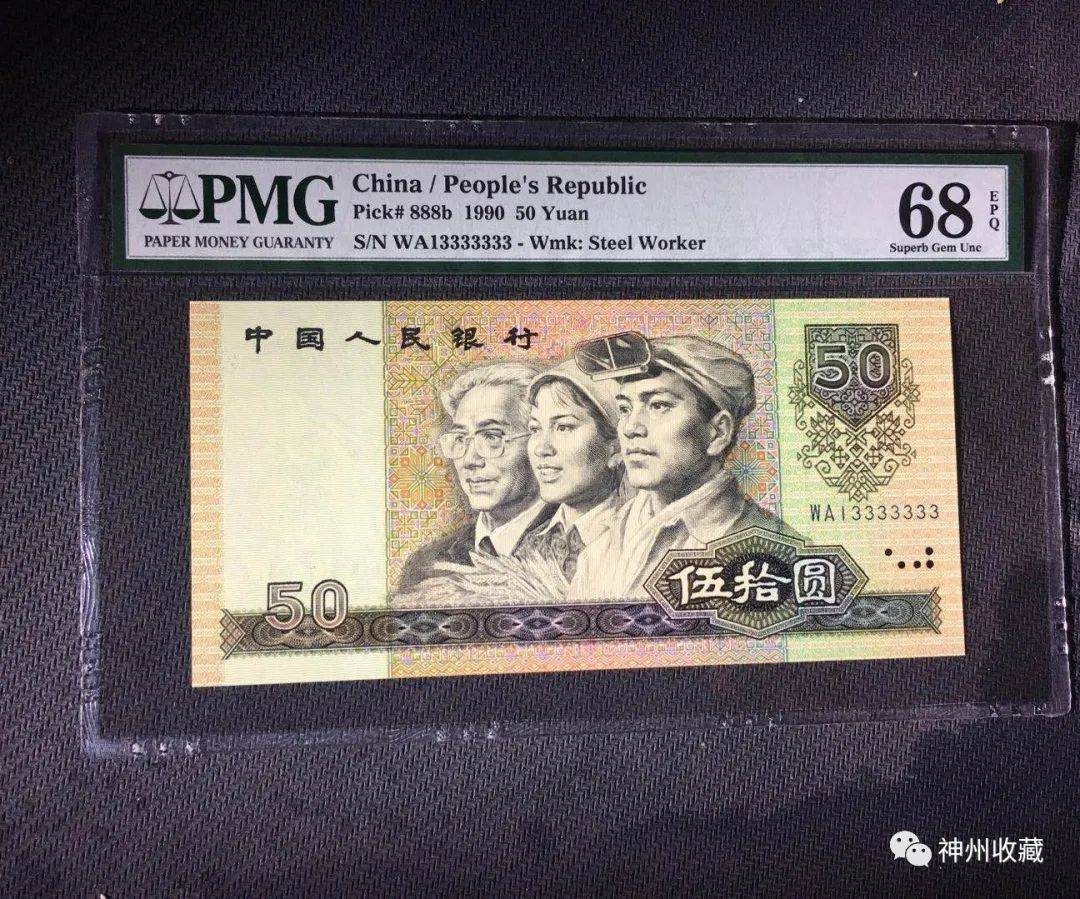 PMG
PAPER MONEY GUARANTY
China / People's Republic
Pick# 888b 1990 50 Yuan
S/N WA13333333 - Wmk: Steel Worker
68
EPQ
Superb Gem Unc
中国人民银行
50
WA13333333
50
伍拾圆
神州收藏